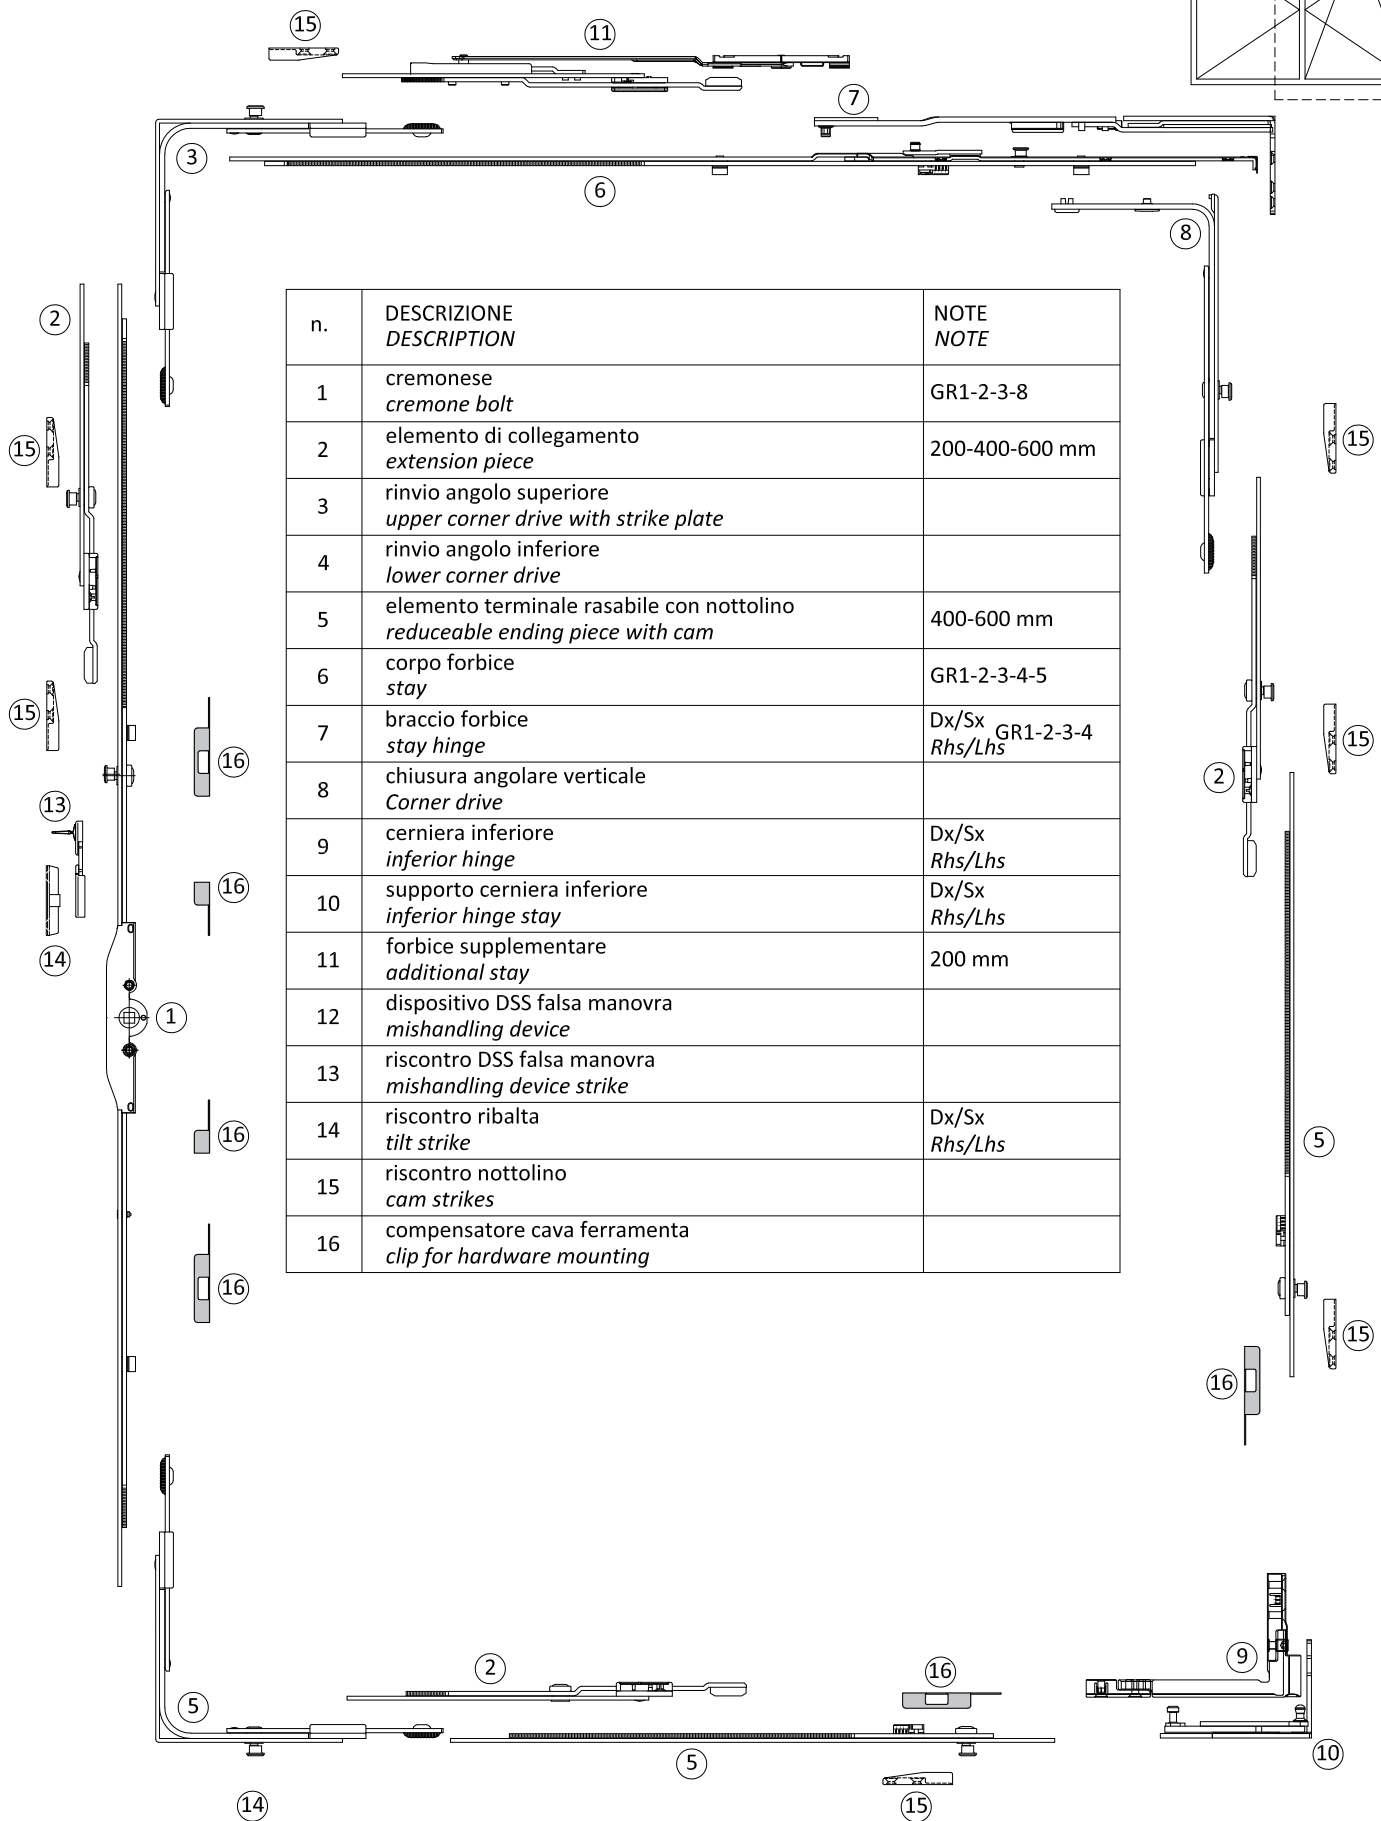 15
11
7
3
6
8
2
n.
DESCRIZIONE
DESCRIPTION
NOTE
NOTE
1
cremonese
cremone bolt
GR1-2-3-8
2
elemento di collegamento
extension piece
200-400-600 mm
3
rinvio angolo superiore
upper corner drive with strike plate
4
rinvio angolo inferiore
lower corner drive
5
elemento terminale rasabile con nottolino
reduceable ending piece with cam
400-600 mm
6
corpo forbice
stay
GR1-2-3-4-5
7
braccio forbice
stay hinge
Dx/Sx
Rhs/Lhs
GR1-2-3-4
8
chiusura angolare verticale
Corner drive
9
cerniera inferiore
inferior hinge
Dx/Sx
Rhs/Lhs
10
supporto cerniera inferiore
inferior hinge stay
Dx/Sx
Rhs/Lhs
11
forbice supplementare
additional stay
200 mm
12
dispositivo DSS falsa manovra
mishandling device
13
riscontro DSS falsa manovra
mishandling device strike
14
riscontro ribalta
tilt strike
Dx/Sx
Rhs/Lhs
15
riscontro nottolino
cam strikes
16
compensatore cava ferramenta
clip for hardware mounting
15
15
15
16
15
2
13
16
14
1
16
5
16
15
16
9
2
16
5
10
5
14
15